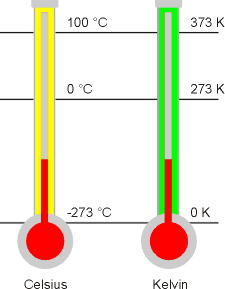 100 °C 373 K
0 °C 273 K
-273 °C 0 K
Celsius Kelvin